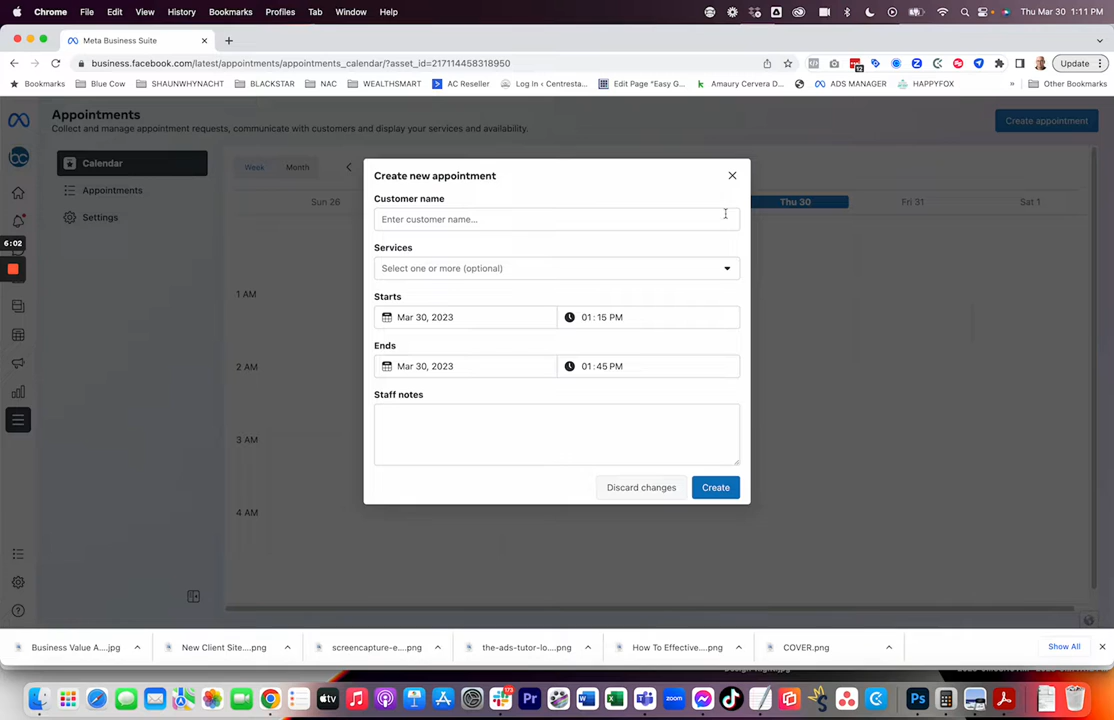 Chrome File Edit View History Bookmarks Profiles Tab Window Help Thu Mar 30 1:11 PM
Meta Business Suite
business.facebook.com/latest/appointments/appointments_calendar/?asset_id=217114458318950 Update
Bookmarks Blue Cow SHAUNWHYNACHT BLACKSTAR NAC WEALTHSMART AC Reseller Log In ‹ Centresta... Edit Page "Easy G... Amaury Cervera D... ADS MANAGER HAPPYFOX » Other Bookmarks
Appointments
Collect and manage appointment requests, communicate with customers and display your services and availability.
Create appointment
Calendar
Appointments
Settings
Week Month
Sun 26 Thu 30 Fri 31 Sat 1
6:02
1 AM
2 AM
3 AM
4 AM
Create new appointment
Customer name
Enter customer name...
Services
Select one or more (optional)
Starts
Mar 30, 2023 01:15 PM
Ends
Mar 30, 2023 01:45 PM
Staff notes
Discard changes Create
Business Value A....jpg New Client Site....png screencapture-e....png the-ads-tutor-lo....png How To Effective....png COVER.png Show All
173